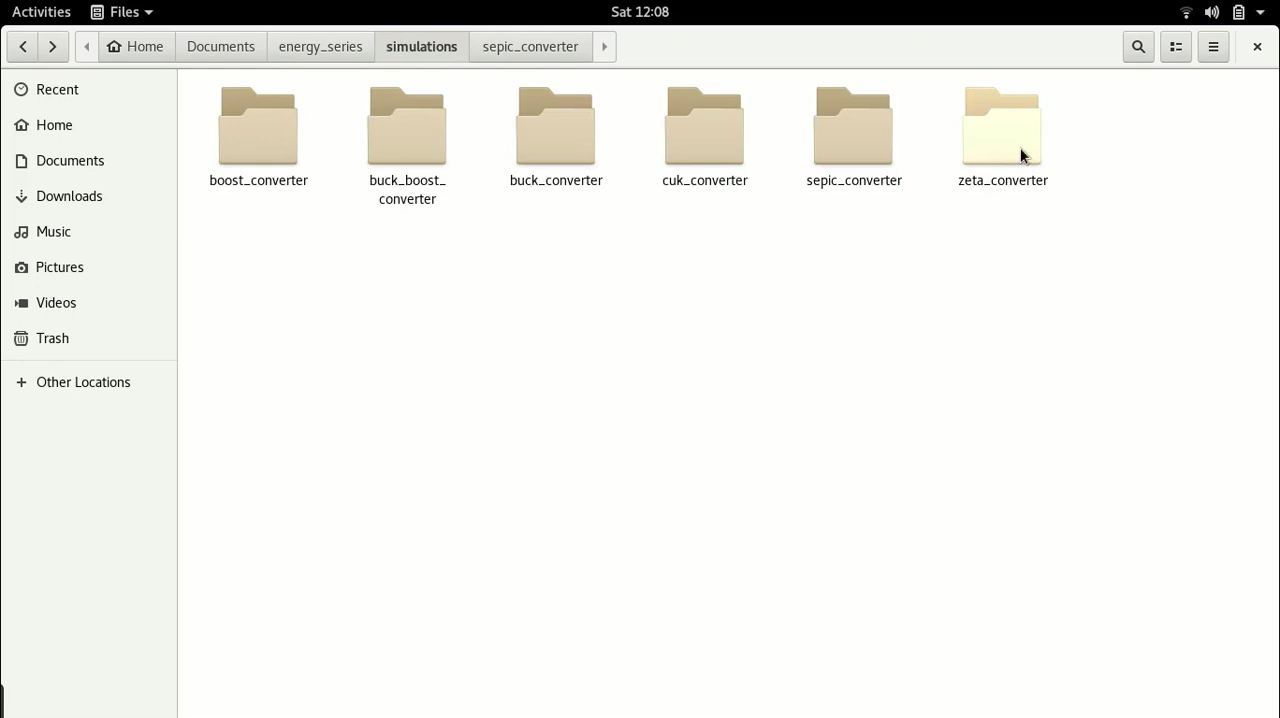 Activities Files Sat 12:08
Home Documents energy_series simulations sepic_converter
Recent
Home
Documents
Downloads
Music
Pictures
Videos
Trash
Other Locations
boost_converter
buck_boost_
converter
buck_converter
cuk_converter
sepic_converter
zeta_converter